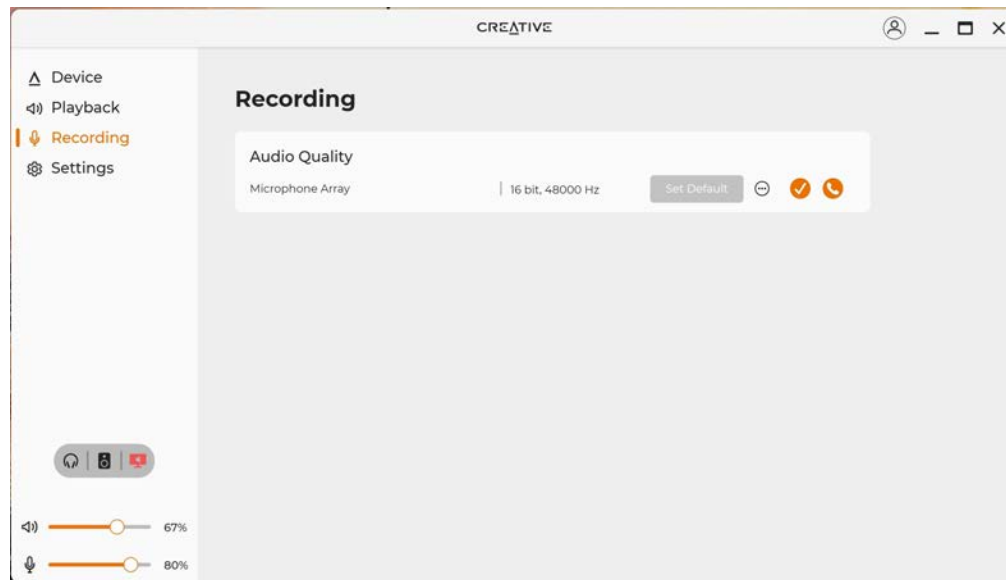 CREATIVE
Device
Playback
Recording
Settings
Recording
Audio Quality
Microphone Array | 16 bit, 48000 Hz Set Default
67%
80%